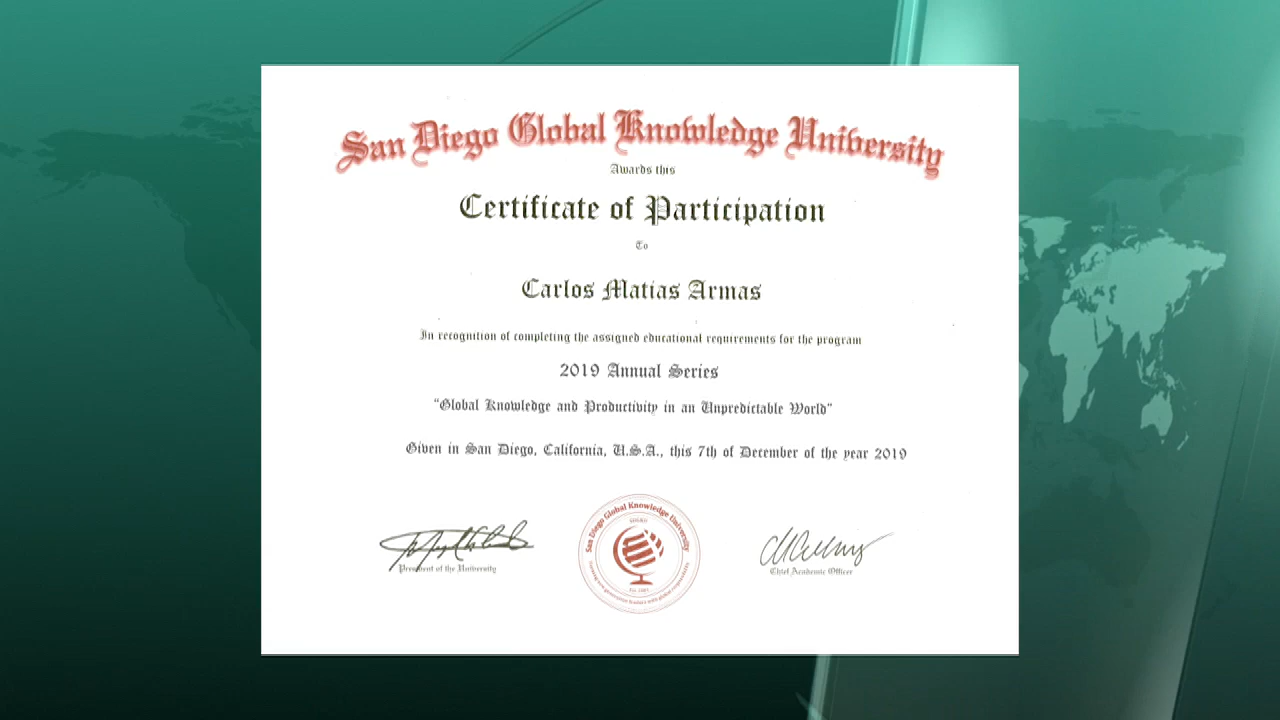 San Diego Global Knowledge University
Awards this
Certificate of Participation
To
Carlos Matias Armas
In recognition of completing the assigned educational requirements for the program
2019 Annual Series
“Global Knowledge and Productivity in an Unpredictable World”
Given in San Diego, California, U.S.A., this 7th of December of the year 2019
President of the University
San Diego Global Knowledge University
Chief Academic Officer